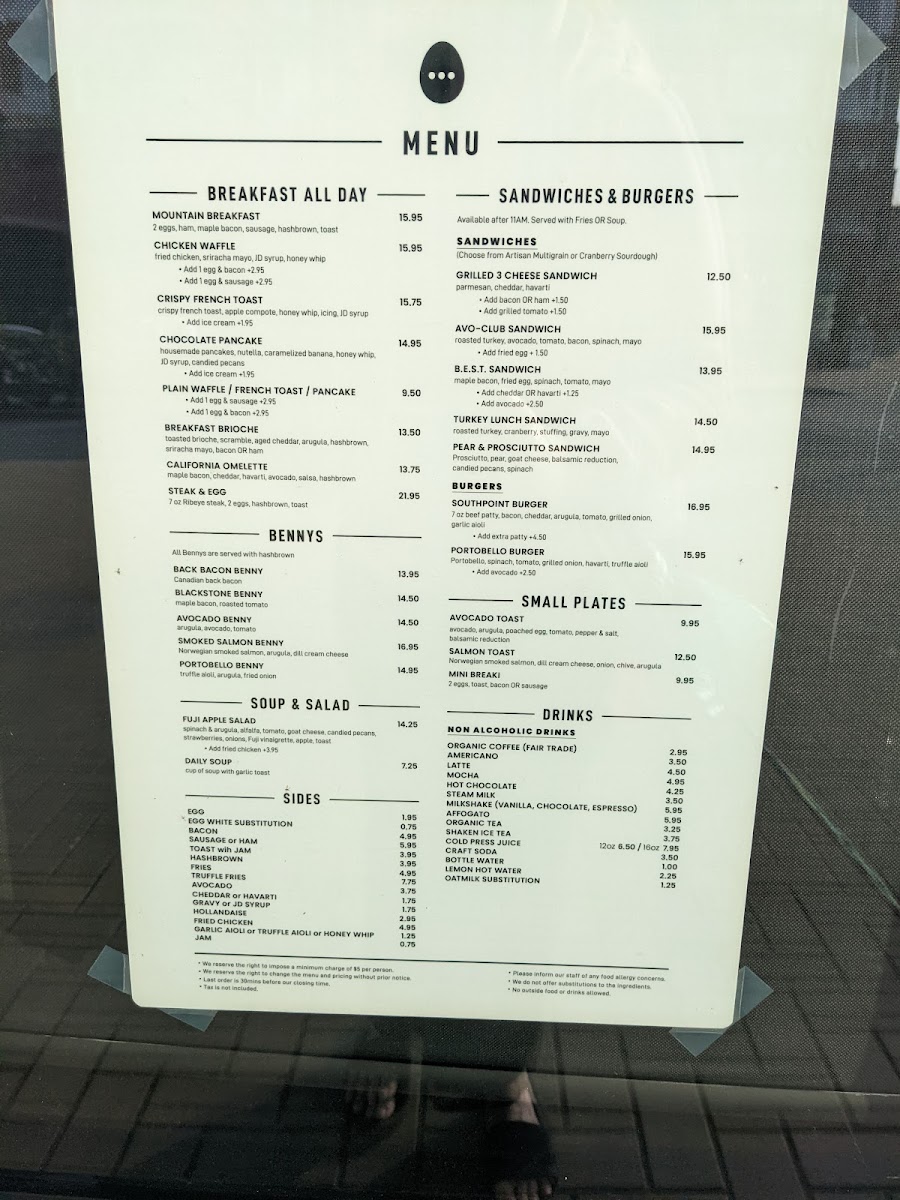 MENU
BREAKFAST ALL DAY
MOUNTAIN BREAKFAST 15.95
2 eggs, ham, maple bacon, sausage, hashbrown, toast
CHICKEN WAFFLE 15.95
fried chicken, sriracha mayo, JD syrup, honey whip
• Add 1 egg & bacon +2.95
• Add 1 egg & sausage +2.95
CRISPY FRENCH TOAST 15.75
crispy french toast, apple compote, honey whip, icing, JD syrup
• Add ice cream +1.95
CHOCOLATE PANCAKE 14.95
housemade pancakes, nutella, caramelized banana, honey whip,
JD syrup, candied pecans
• Add ice cream +1.95
PLAIN WAFFLE / FRENCH TOAST / PANCAKE 9.50
• Add 1 egg & sausage +2.95
• Add 1 egg & bacon +2.95
BREAKFAST BRIOCHE 13.50
toasted brioche, scramble, aged cheddar, arugula, hashbrown,
sriracha mayo, bacon OR ham
CALIFORNIA OMELETTE 13.75
maple bacon, cheddar, havarti, avocado, salsa, hashbrown
STEAK & EGG 21.95
7 oz Ribeye steak, 2 eggs, hashbrown, toast
BENNYS
All Bennys are served with hashbrown
BACK BACON BENNY 13.95
Canadian back bacon
BLACKSTONE BENNY 14.50
maple bacon, roasted tomato
AVOCADO BENNY 14.50
arugula, avocado, tomato
SMOKED SALMON BENNY 16.95
Norwegian smoked salmon, arugula, dill cream cheese
PORTOBELLO BENNY 14.95
truffle aioli, arugula, fried onion
SOUP & SALAD
FUJI APPLE SALAD 14.25
spinach & arugula, alfalfa, tomato, goat cheese, candied pecans,
strawberries, onions, Fuji vinaigrette, apple, toast
• Add fried chicken +3.95
DAILY SOUP 7.25
cup of soup with garlic toast
SIDES
EGG 1.95
EGG WHITE SUBSTITUTION 0.75
BACON 4.95
SAUSAGE or HAM 5.95
TOAST wih JAM 3.95
HASHBROWN 3.95
FRIES 4.95
TRUFFLE FRIES 7.75
AVOCADO 3.75
CHEDDAR or HAVARTI 1.75
GRAVY or JD SYRUP 1.75
HOLLANDAISE 2.95
FRIED CHICKEN 4.95
GARLIC AIOLI or TRUFFLE AIOLI or HONEY WHIP 1.25
JAM 0.75
SANDWICHES & BURGERS
Available after 11AM. Served with Fries OR Soup.
SANDWICHES
(Choose from Artisan Multigrain or Cranberry Sourdough)
GRILLED 3 CHEESE SANDWICH 12.50
parmesan, cheddar, havarti
• Add bacon OR ham +1.50
• Add grilled tomato +1.50
AVO-CLUB SANDWICH 15.95
roasted turkey, avocado, tomato, bacon, spinach, mayo
• Add fried egg + 1.50
B.E.S.T. SANDWICH 13.95
maple bacon, fried egg, spinach, tomato, mayo
• Add cheddar OR havarti +1.25
• Add avocado +2.50
TURKEY LUNCH SANDWICH 14.50
roasted turkey, cranberry, stuffing, gravy, mayo
PEAR & PROSCIUTTO SANDWICH 14.95
Prosciutto, pear, goat cheese, balsamic reduction,
candied pecans, spinach
BURGERS
SOUTHPOINT BURGER 16.95
7 oz beef patty, bacon, cheddar, arugula, tomato, grilled onion,
garlic aioli
• Add extra patty +4.50
PORTOBELLO BURGER 15.95
Portobello, spinach, tomato, grilled onion, havarti, truffle aioli
• Add avocado +2.50
SMALL PLATES
AVOCADO TOAST 9.95
avocado, arugula, poached egg, tomato, pepper & salt,
balsamic reduction
SALMON TOAST 12.50
Norwegian smoked salmon, dill cream cheese, onion, chive, arugula
MINI BREAKI 9.95
2 eggs, toast, bacon OR sausage
DRINKS
NON ALCOHOLIC DRINKS
ORGANIC COFFEE (FAIR TRADE) 2.95
AMERICANO 3.50
LATTE 4.50
MOCHA 4.95
HOT CHOCOLATE 4.25
STEAM MILK 3.50
MILKSHAKE (VANILLA, CHOCOLATE, ESPRESSO) 5.95
AFFOGATO 5.95
ORGANIC TEA 3.25
SHAKEN ICE TEA 3.75
COLD PRESS JUICE 12oz 6.50 / 16oz 7.95
CRAFT SODA 3.50
BOTTLE WATER 1.00
LEMON HOT WATER 2.25
OATMILK SUBSTITUTION 1.25
• We reserve the right to impose a minimum charge of $5 per person.
• We reserve the right to change the menu and pricing without prior notice.
• Last order is 30mins before our closing time.
• Tax is not included.
• Please inform our staff of any food allergy concerns.
• We do not offer substitutions to the ingredients.
• No outside food or drinks allowed.